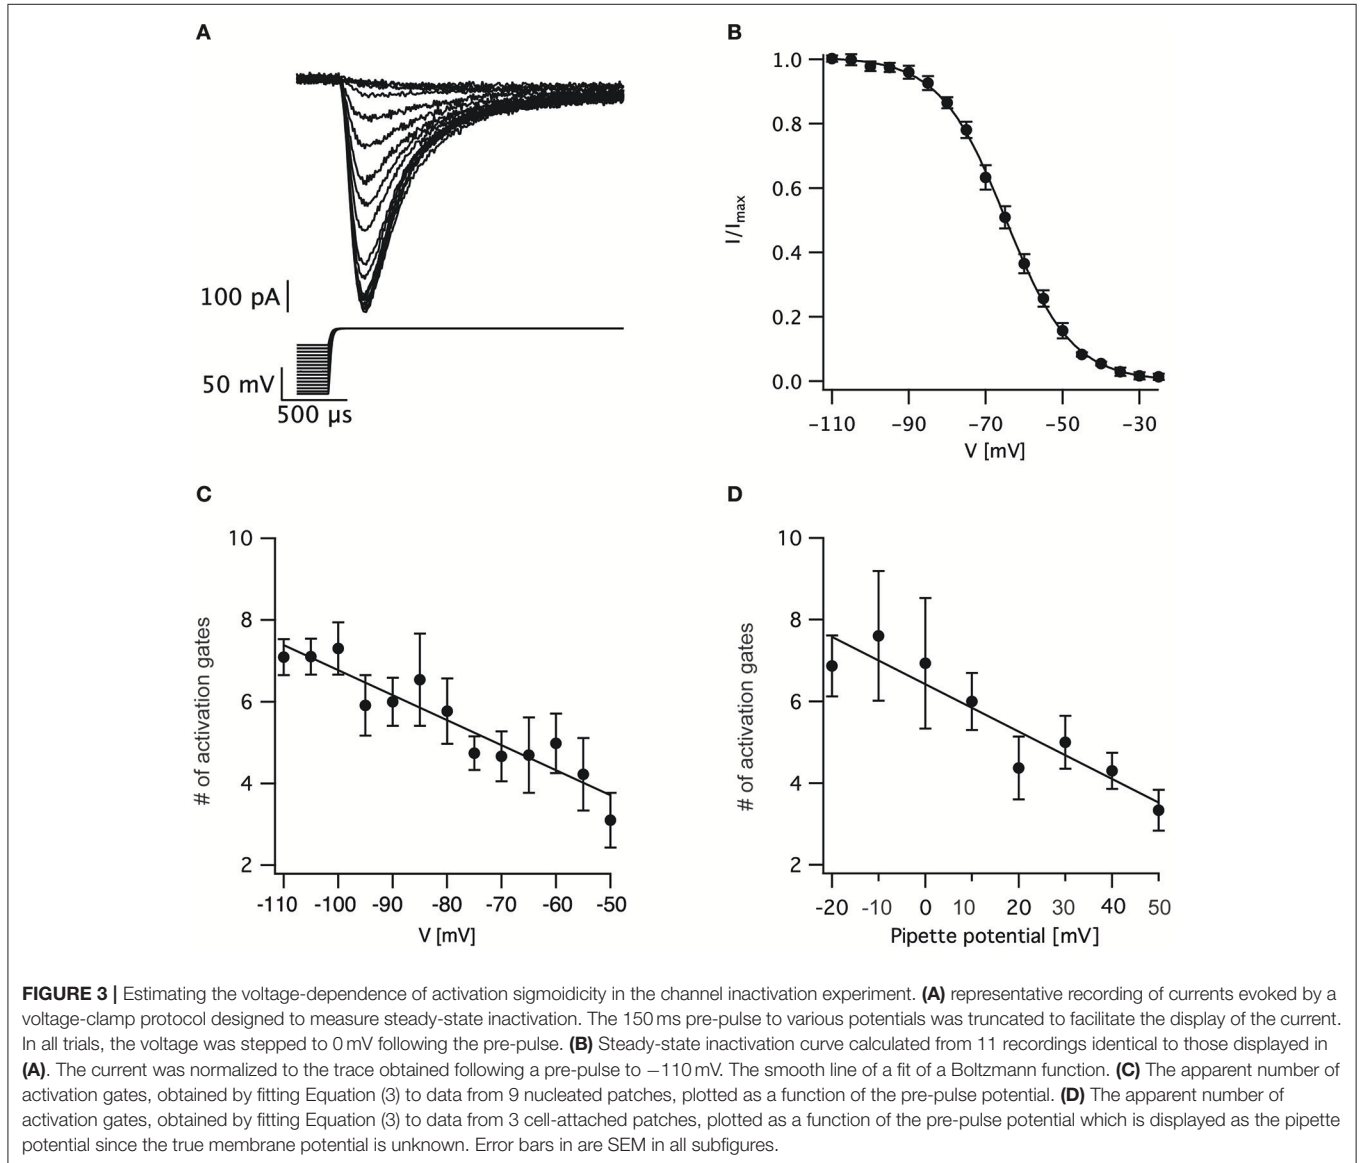 A
100 pA
50 mV
500 μs
B
1.0
0.8
0.6
0.4
0.2
0.0
I/Imax
−110
−90
−70
−50
−30
V [mV]
C
10
8
6
4
2
# of activation gates
-110
-100
-90
-80
-70
-60
-50
V [mV]
D
10
8
6
4
2
# of activation gates
-20
-10
0
10
20
30
40
50
Pipette potential [mV]
FIGURE 3 | Estimating the voltage-dependence of activation sigmoidicity in the channel inactivation experiment. (A) representative recording of currents evoked by a
voltage-clamp protocol designed to measure steady-state inactivation. The 150 ms pre-pulse to various potentials was truncated to facilitate the display of the current.
In all trials, the voltage was stepped to 0 mV following the pre-pulse. (B) Steady-state inactivation curve calculated from 11 recordings identical to those displayed in
(A). The current was normalized to the trace obtained following a pre-pulse to −110 mV. The smooth line of a fit of a Boltzmann function. (C) The apparent number of
activation gates, obtained by fitting Equation (3) to data from 9 nucleated patches, plotted as a function of the pre-pulse potential. (D) The apparent number of
activation gates, obtained by fitting Equation (3) to data from 3 cell-attached patches, plotted as a function of the pre-pulse potential which is displayed as the pipette
potential since the true membrane potential is unknown. Error bars in are SEM in all subfigures.